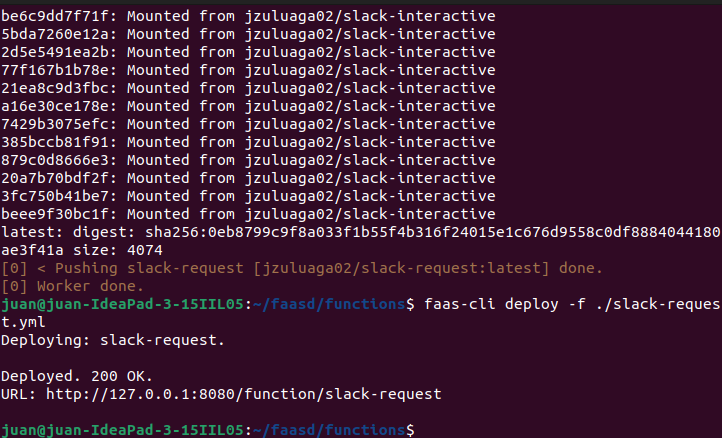 be6c9dd7f71f: Mounted from jzuluaga02/slack-interactive
5bda7260e12a: Mounted from jzuluaga02/slack-interactive
2d5e5491ea2b: Mounted from jzuluaga02/slack-interactive
77f167b1b78e: Mounted from jzuluaga02/slack-interactive
21ea8c9d3fbc: Mounted from jzuluaga02/slack-interactive
a16e30ce178e: Mounted from jzuluaga02/slack-interactive
7429b3075efc: Mounted from jzuluaga02/slack-interactive
385bccb81f91: Mounted from jzuluaga02/slack-interactive
879c0d8666e3: Mounted from jzuluaga02/slack-interactive
20a7b70bdf2f: Mounted from jzuluaga02/slack-interactive
3fc750b41be7: Mounted from jzuluaga02/slack-interactive
beee9f30bc1f: Mounted from jzuluaga02/slack-interactive
latest: digest: sha256:0eb8799c9f8a033f1b55f4b316f24015e1c676d9558c0df8884044180
ae3f41a size: 4074
[0] < Pushing slack-request [jzuluaga02/slack-request:latest] done.
[0] Worker done.
juan@juan-IdeaPad-3-15IIL05:~/faasd/functions$ faas-cli deploy -f ./slack-reques
t.yml
Deploying: slack-request.
Deployed. 200 OK.
URL: http://127.0.0.1:8080/function/slack-request
juan@juan-IdeaPad-3-15IIL05:~/faasd/functions$